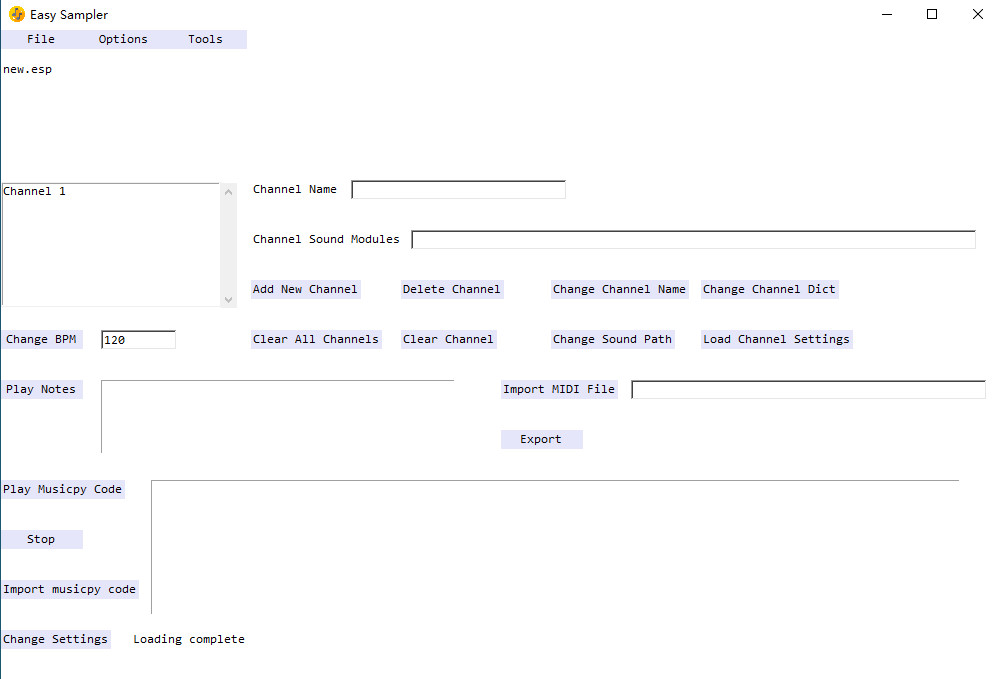 Easy Sampler
File Options Tools
new.esp
Channel 1
Channel Name
Channel Sound Modules
Add New Channel Delete Channel Change Channel Name Change Channel Dict
Change BPM 120 Clear All Channels Clear Channel Change Sound Path Load Channel Settings
Play Notes Import MIDI File
Export
Play Musicpy Code
Stop
Import musicpy code
Change Settings Loading complete